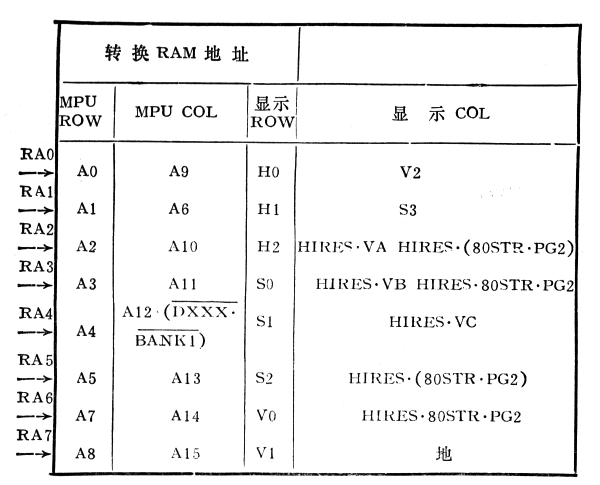 转换RAM地址
MPU ROW MPU COL 显示 ROW 显示 COL
RA0 A0 A9 H0 V2
RA1 A1 A6 H1 S3
RA2 A2 A10 H2 HIRES·VA HIRES·(80STR·PG2)
RA3 A3 A11 S0 HIRES·VB HIRES·80STR·PG2
RA4 A4 A12·(DXXX·BANK1) S1 HIRES·VC
RA5 A5 A13 S2 HIRES·(80STR·PG2)
RA6 A7 A14 V0 HIRES·80STR·PG2
RA7 A8 A15 V1 地